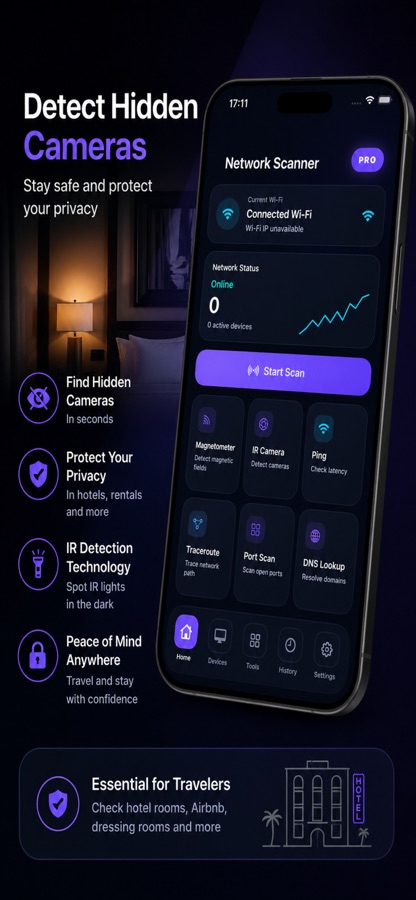 Detect Hidden
Cameras
Stay safe and protect
your privacy
Find Hidden
Cameras
In seconds
Protect Your
Privacy
In hotels, rentals
and more
IR Detection
Technology
Spot IR lights
in the dark
Peace of Mind
Anywhere
Travel and stay
with confidence
17:11
Network Scanner
PRO
Current Wi-Fi
Connected Wi-Fi
Wi-Fi IP unavailable
Network Status
Online
0
0 active devices
Start Scan
Magnetometer
Detect magnetic
fields
IR Camera
Detect cameras
Ping
Check latency
Traceroute
Trace network
path
Port Scan
Scan open ports
DNS Lookup
Resolve domains
Home
Devices
Tools
History
Settings
Essential for Travelers
Check hotel rooms, Airbnb,
dressing rooms and more
HOTEL